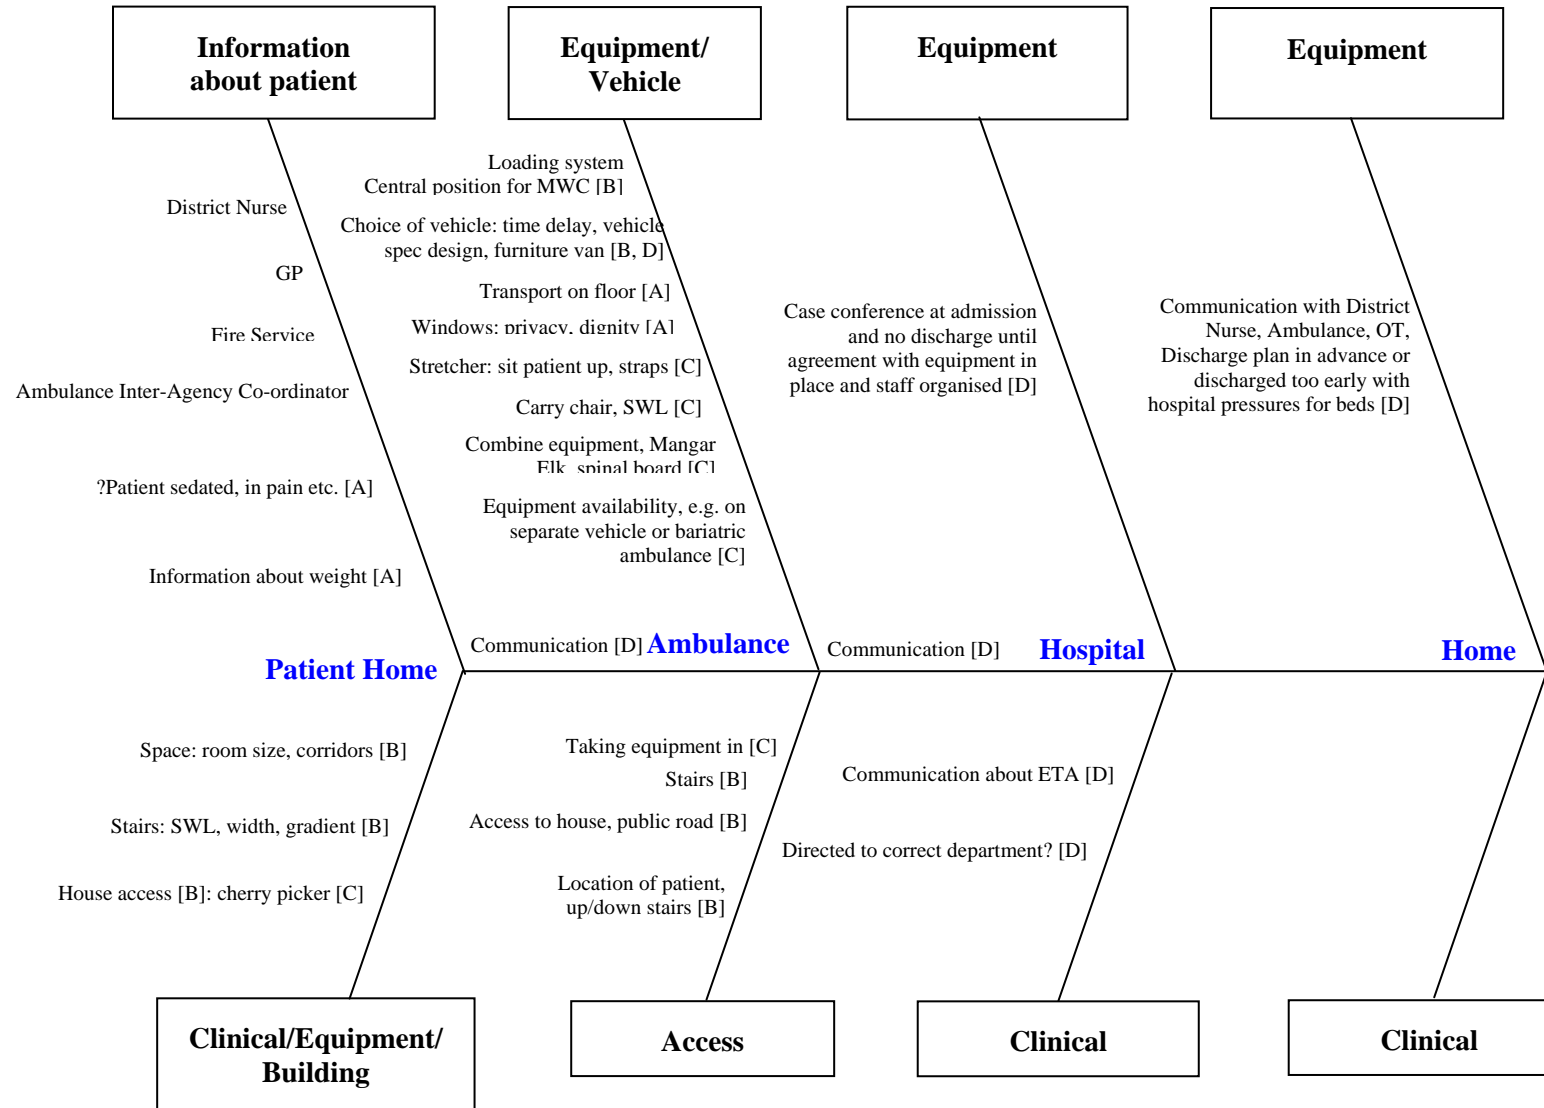 Information
about patient
Equipment/
Vehicle
Equipment
Equipment
District Nurse
GP
Fire Service
Ambulance Inter-Agency Co-ordinator
?Patient sedated, in pain etc. [A]
Information about weight [A]
Loading system
Central position for MWC [B]
Choice of vehicle: time delay, vehicle
spec design, furniture van [B, D]
Transport on floor [A]
Windows: privacy, dignity [A]
Stretcher: sit patient up, straps [C]
Carry chair, SWL [C]
Combine equipment, Mangar
Elk, spinal board [C]
Equipment availability, e.g. on
separate vehicle or bariatric
ambulance [C]
Case conference at admission
and no discharge until
agreement with equipment in
place and staff organised [D]
Communication with District
Nurse, Ambulance, OT,
Discharge plan in advance or
discharged too early with
hospital pressures for beds [D]
Patient Home
Communication [D]
Ambulance
Communication [D]
Hospital
Home
Space: room size, corridors [B]
Stairs: SWL, width, gradient [B]
House access [B]: cherry picker [C]
Taking equipment in [C]
Stairs [B]
Access to house, public road [B]
Location of patient,
up/down stairs [B]
Communication about ETA [D]
Directed to correct department? [D]
Clinical/Equipment/
Building
Access
Clinical
Clinical